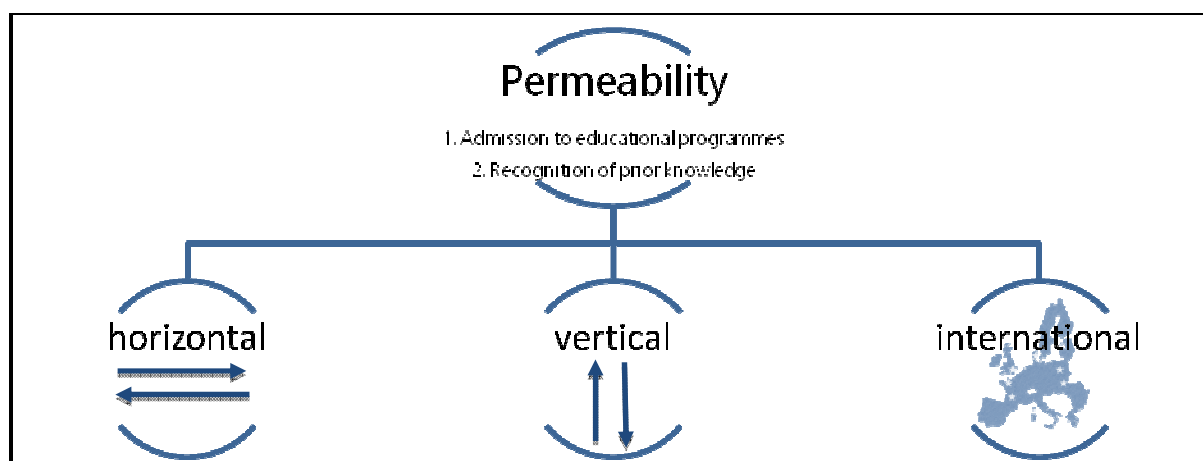 Permeability
1. Admission to educational programmes
2. Recognition of prior knowledge
horizontal
vertical
international